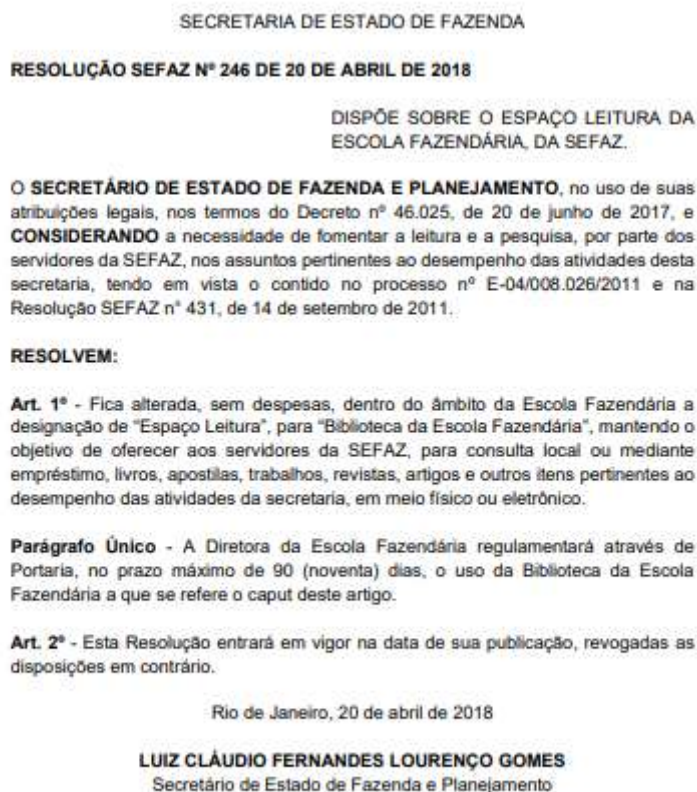 SECRETARIA DE ESTADO DE FAZENDA
RESOLUÇÃO SEFAZ Nº 246 DE 20 DE ABRIL DE 2018
DISPÕE SOBRE O ESPAÇO LEITURA DA
ESCOLA FAZENDÁRIA, DA SEFAZ.
O SECRETÁRIO DE ESTADO DE FAZENDA E PLANEJAMENTO, no uso de suas
atribuições legais, nos termos do Decreto nº 46.025, de 20 de junho de 2017, e
CONSIDERANDO a necessidade de fomentar a leitura e a pesquisa, por parte dos
servidores da SEFAZ, nos assuntos pertinentes ao desempenho das atividades desta
secretaria, tendo em vista o contido no processo nº E-04/008.026/2011 e na
Resolução SEFAZ n° 431, de 14 de setembro de 2011.
RESOLVEM:
Art. 1º - Fica alterada, sem despesas, dentro do âmbito da Escola Fazendária a
designação de “Espaço Leitura”, para “Biblioteca da Escola Fazendária”, mantendo o
objetivo de oferecer aos servidores da SEFAZ, para consulta local ou mediante
empréstimo, livros, apostilas, trabalhos, revistas, artigos e outros itens pertinentes ao
desempenho das atividades da secretaria, em meio físico ou eletrônico.
Parágrafo Único - A Diretora da Escola Fazendária regulamentará através de
Portaria, no prazo máximo de 90 (noventa) dias, o uso da Biblioteca da Escola
Fazendária a que se refere o caput deste artigo.
Art. 2º - Esta Resolução entrará em vigor na data de sua publicação, revogadas as
disposições em contrário.
Rio de Janeiro, 20 de abril de 2018
LUIZ CLÁUDIO FERNANDES LOURENÇO GOMES
Secretário de Estado de Fazenda e Planejamento